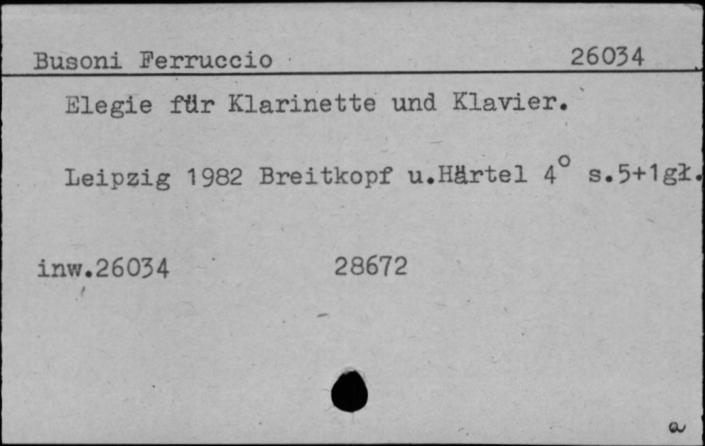 Busoni Ferruccio 26034
Elegie für Klarinette und Klavier.
Leipzig 1982 Breitkopf u.Härtel 4° s.5+1gł.
inw.26034 28672
a